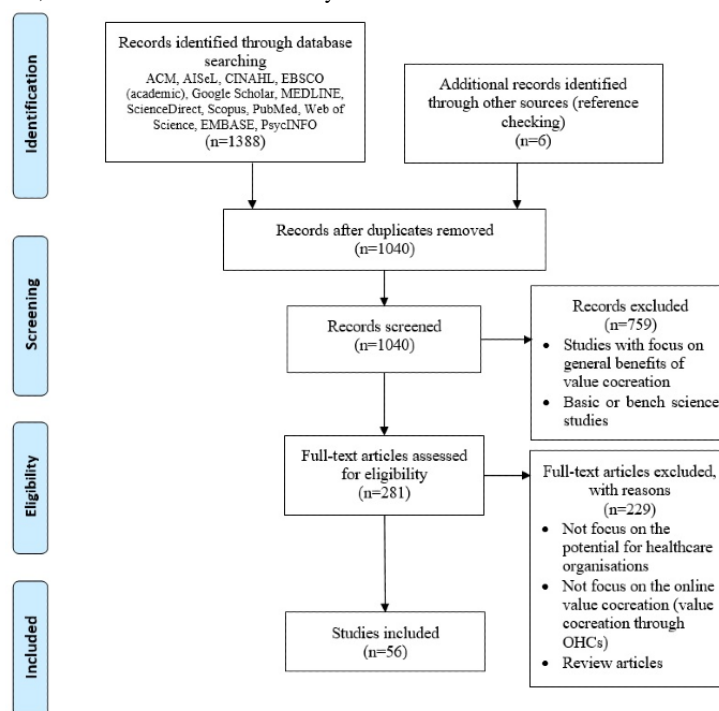 Identification
Records identified through database
searching
ACM, AISeL, CINAHL, EBSCO
(academic), Google Scholar, MEDLINE,
ScienceDirect, Scopus, PubMed, Web of
Science, EMBASE, PsycINFO
(n=1388)
Additional records identified
through other sources (reference
checking)
(n=6)
Records after duplicates removed
(n=1040)
Screening
Records screened
(n=1040)
Records excluded
(n=759)
• Studies with focus on
general benefits of
value cocreation
• Basic or bench science
studies
Eligibility
Full-text articles assessed
for eligibility
(n=281)
Full-text articles excluded,
with reasons
(n=229)
• Not focus on the
potential for healthcare
organisations
• Not focus on the online
value cocreation (value
cocreation through
OHCs)
• Review articles
Included
Studies included
(n=56)